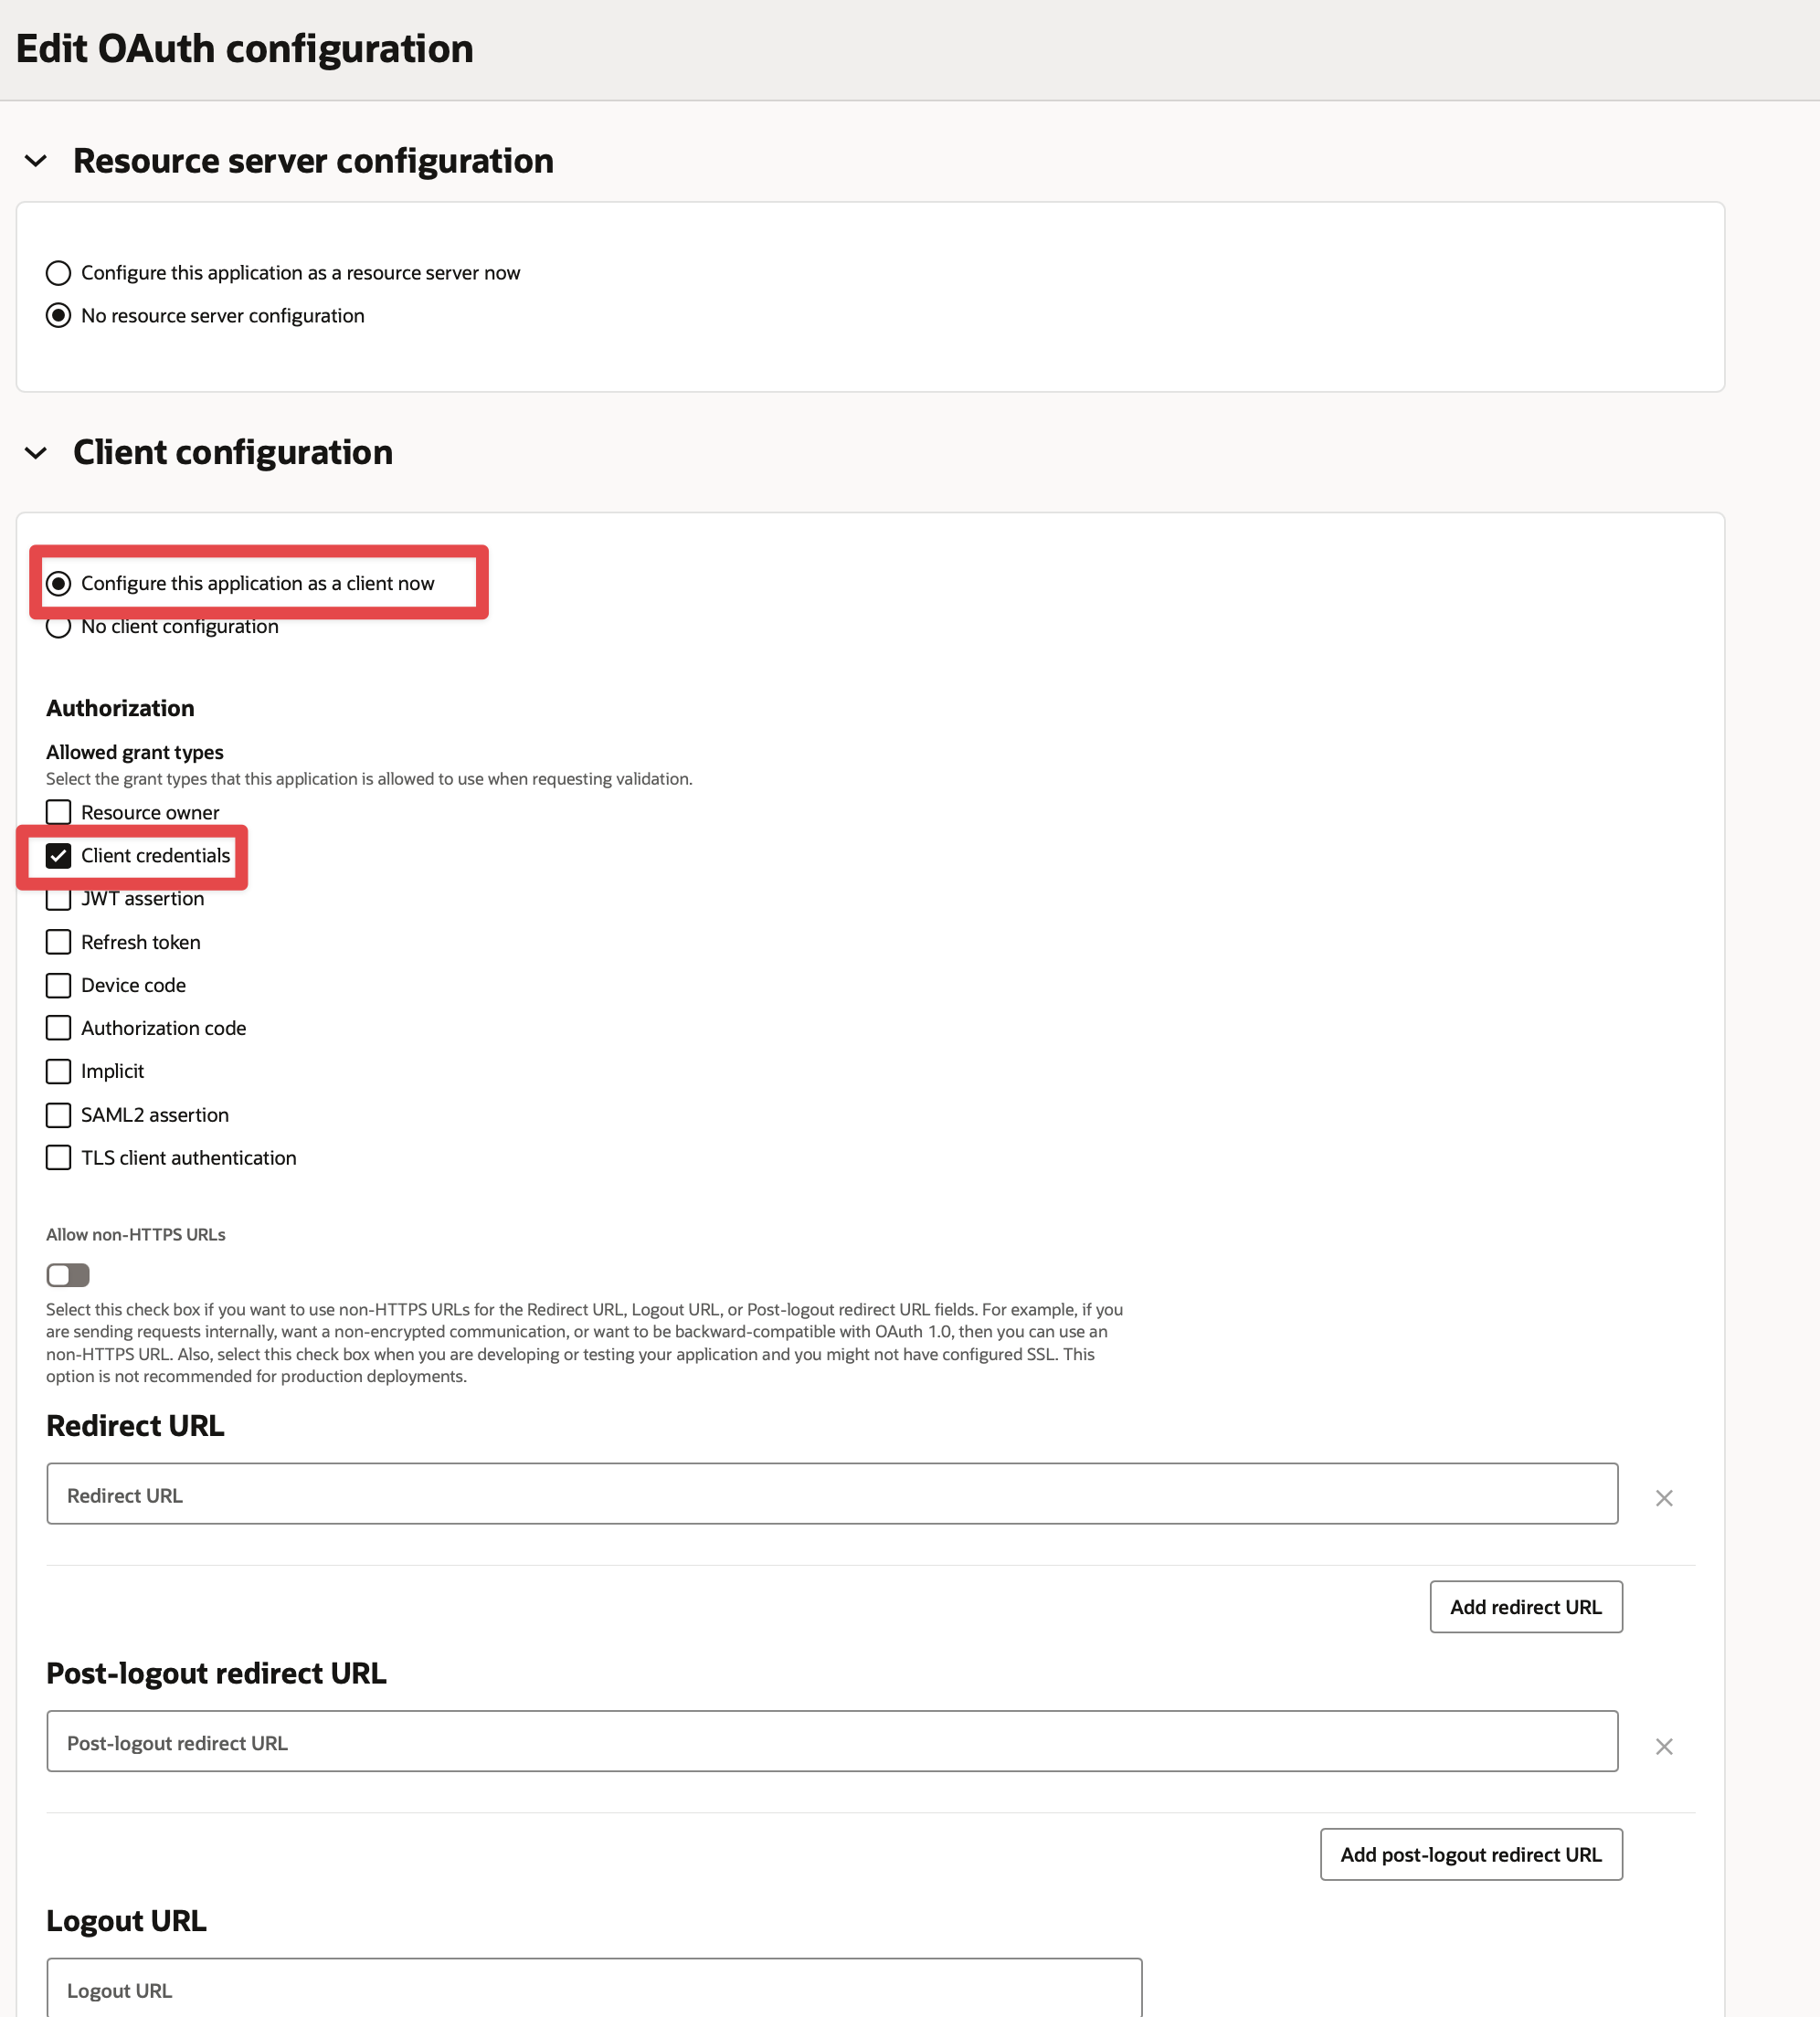 Edit OAuth configuration
Resource server configuration
Configure this application as a resource server now
No resource server configuration
Client configuration
Configure this application as a client now
No client configuration
Authorization
Allowed grant types
Select the grant types that this application is allowed to use when requesting validation.
Resource owner
Client credentials
JWT assertion
Refresh token
Device code
Authorization code
Implicit
SAML2 assertion
TLS client authentication
Allow non-HTTPS URLs
Select this check box if you want to use non-HTTPS URLs for the Redirect URL, Logout URL, or Post-logout redirect URL fields. For example, if you
are sending requests internally, want a non-encrypted communication, or want to be backward-compatible with OAuth 1.0, then you can use an
non-HTTPS URL. Also, select this check box when you are developing or testing your application and you might not have configured SSL. This
option is not recommended for production deployments.
Redirect URL
Redirect URL
Add redirect URL
Post-logout redirect URL
Post-logout redirect URL
Add post-logout redirect URL
Logout URL
Logout URL